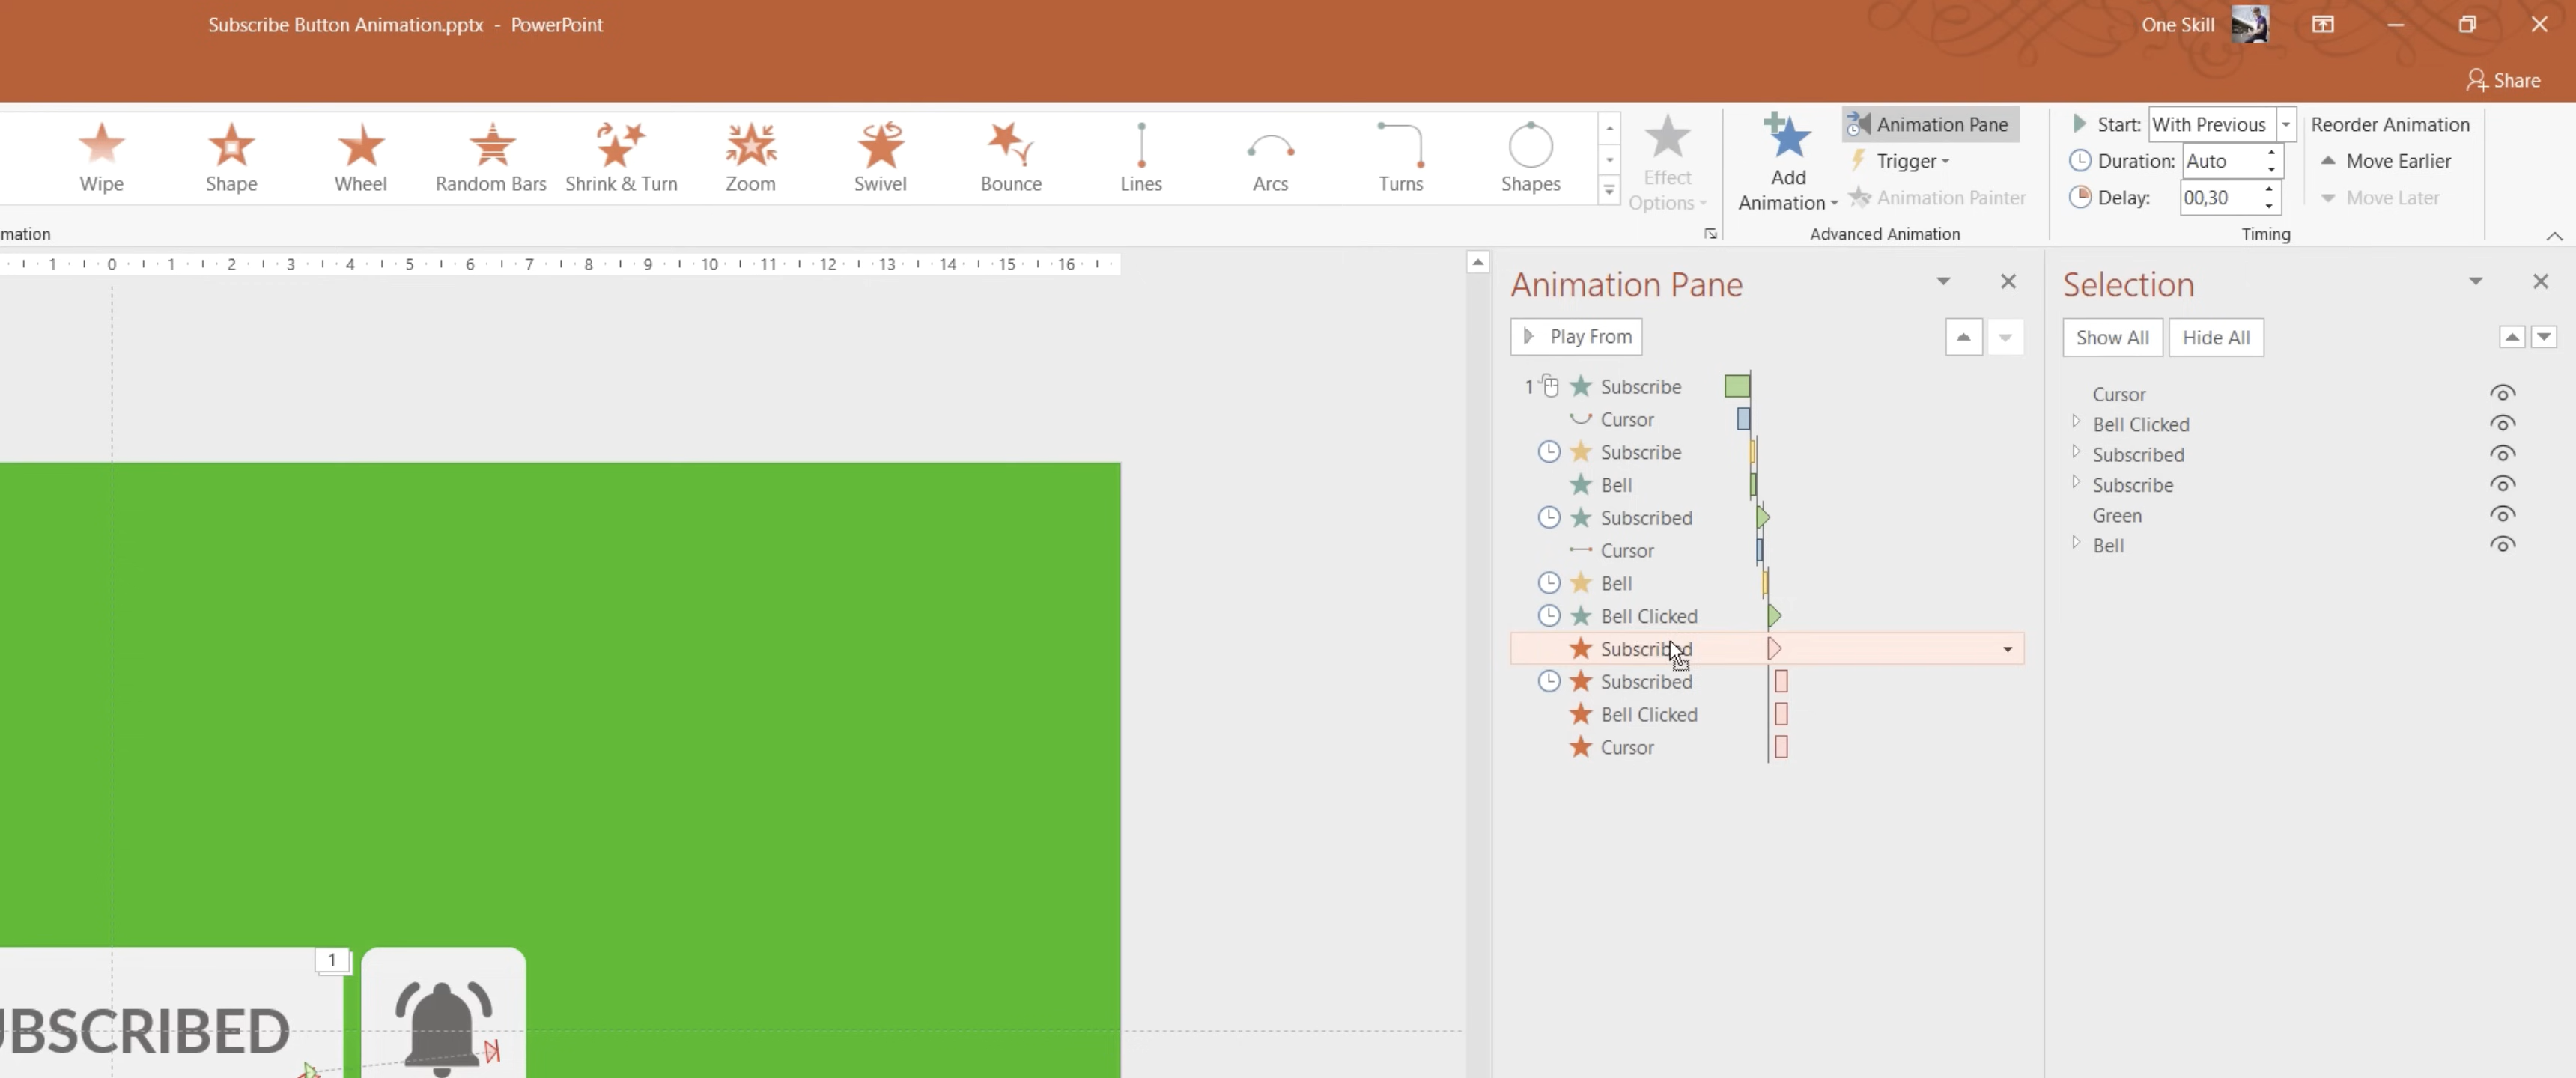 Subscribe Button Animation.pptx - PowerPoint
One Skill
Share
Wipe
Shape
Wheel
Random Bars
Shrink & Turn
Zoom
Swivel
Bounce
Lines
Arcs
Turns
Shapes
Effect
Options
Add
Animation
Animation Pane
Trigger
Animation Painter
Start: With Previous
Duration: Auto
Delay: 00,30
Reorder Animation
Move Earlier
Move Later
mation
Advanced Animation
Timing
1 0 1 2 3 4 5 6 7 8 9 10 11 12 13 14 15 16
Animation Pane
Play From
1 Subscribe
Cursor
Subscribe
Bell
Subscribed
Cursor
Bell
Bell Clicked
Subscribed
Subscribed
Bell Clicked
Cursor
Selection
Show All
Hide All
Cursor
Bell Clicked
Subscribed
Subscribe
Green
Bell
1
UBSCRIBED